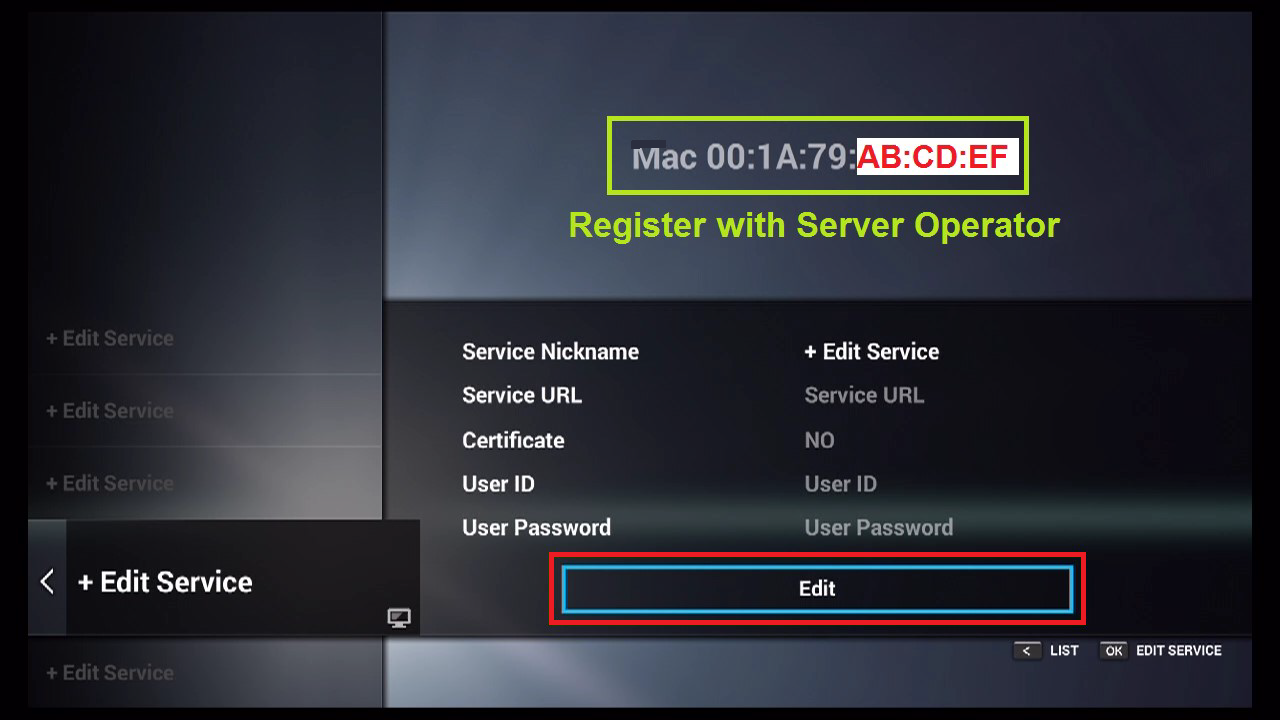 Mac 00:1A:79:AB:CD:EF
Register with Server Operator
+ Edit Service
+ Edit Service
+ Edit Service
< + Edit Service
+ Edit Service
Service Nickname + Edit Service
Service URL Service URL
Certificate NO
User ID User ID
User Password User Password
Edit
< LIST OK EDIT SERVICE